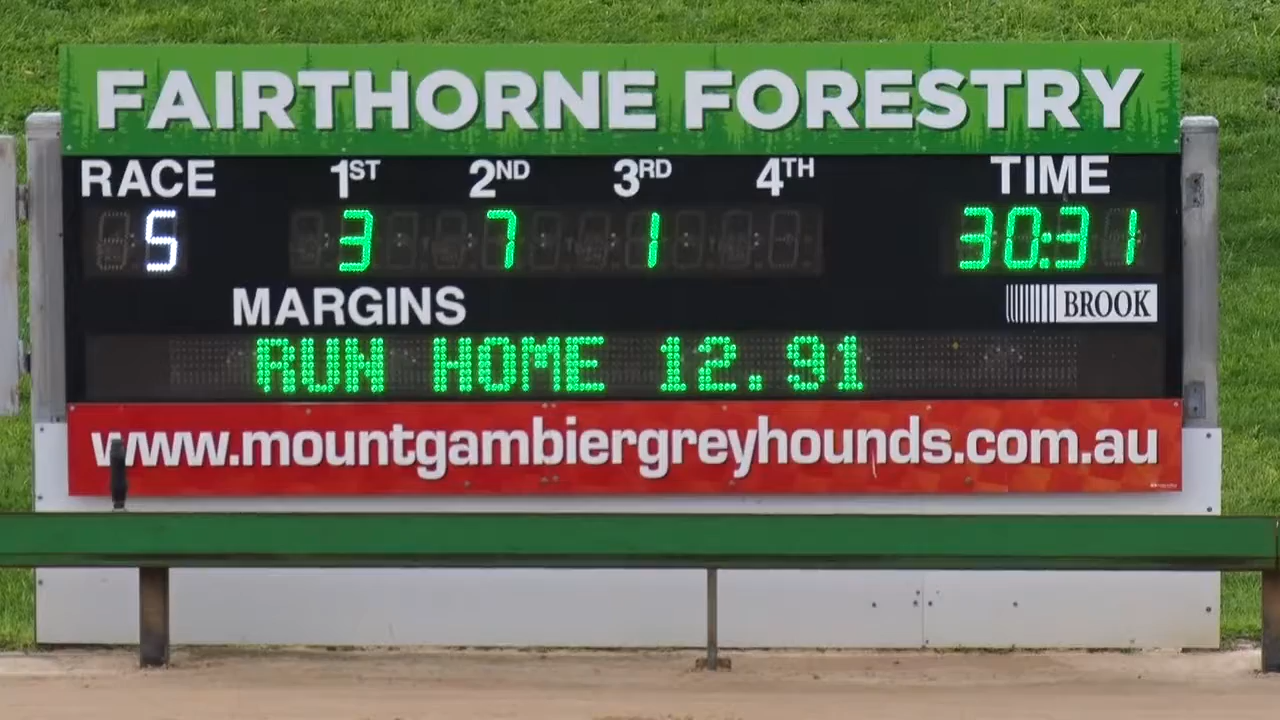 FAIRTHORNE FORESTRY
RACE 1ST 2ND 3RD 4TH TIME
5 3 7 1 30:31
MARGINS BROOK
RUN HOME 12.91
www.mountgambiergreyhounds.com.au